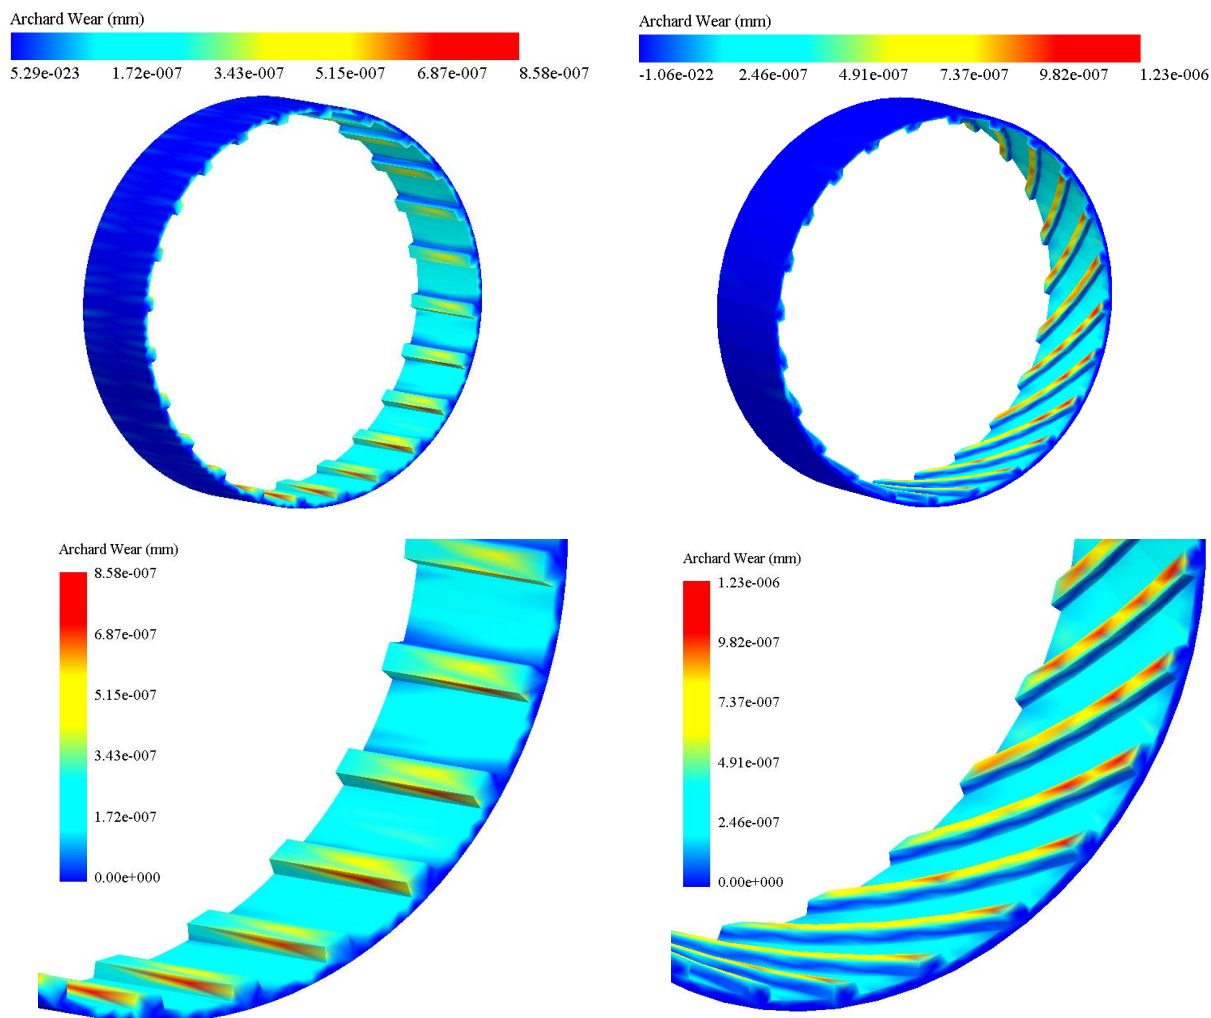 Archard Wear (mm)
5.29e-023 1.72e-007 3.43e-007 5.15e-007 6.87e-007 8.58e-007
Archard Wear (mm)
-1.06e-022 2.46e-007 4.91e-007 7.37e-007 9.82e-007 1.23e-006
Archard Wear (mm)
8.58e-007
6.87e-007
5.15e-007
3.43e-007
1.72e-007
0.00e+000
Archard Wear (mm)
1.23e-006
9.82e-007
7.37e-007
4.91e-007
2.46e-007
0.00e+000